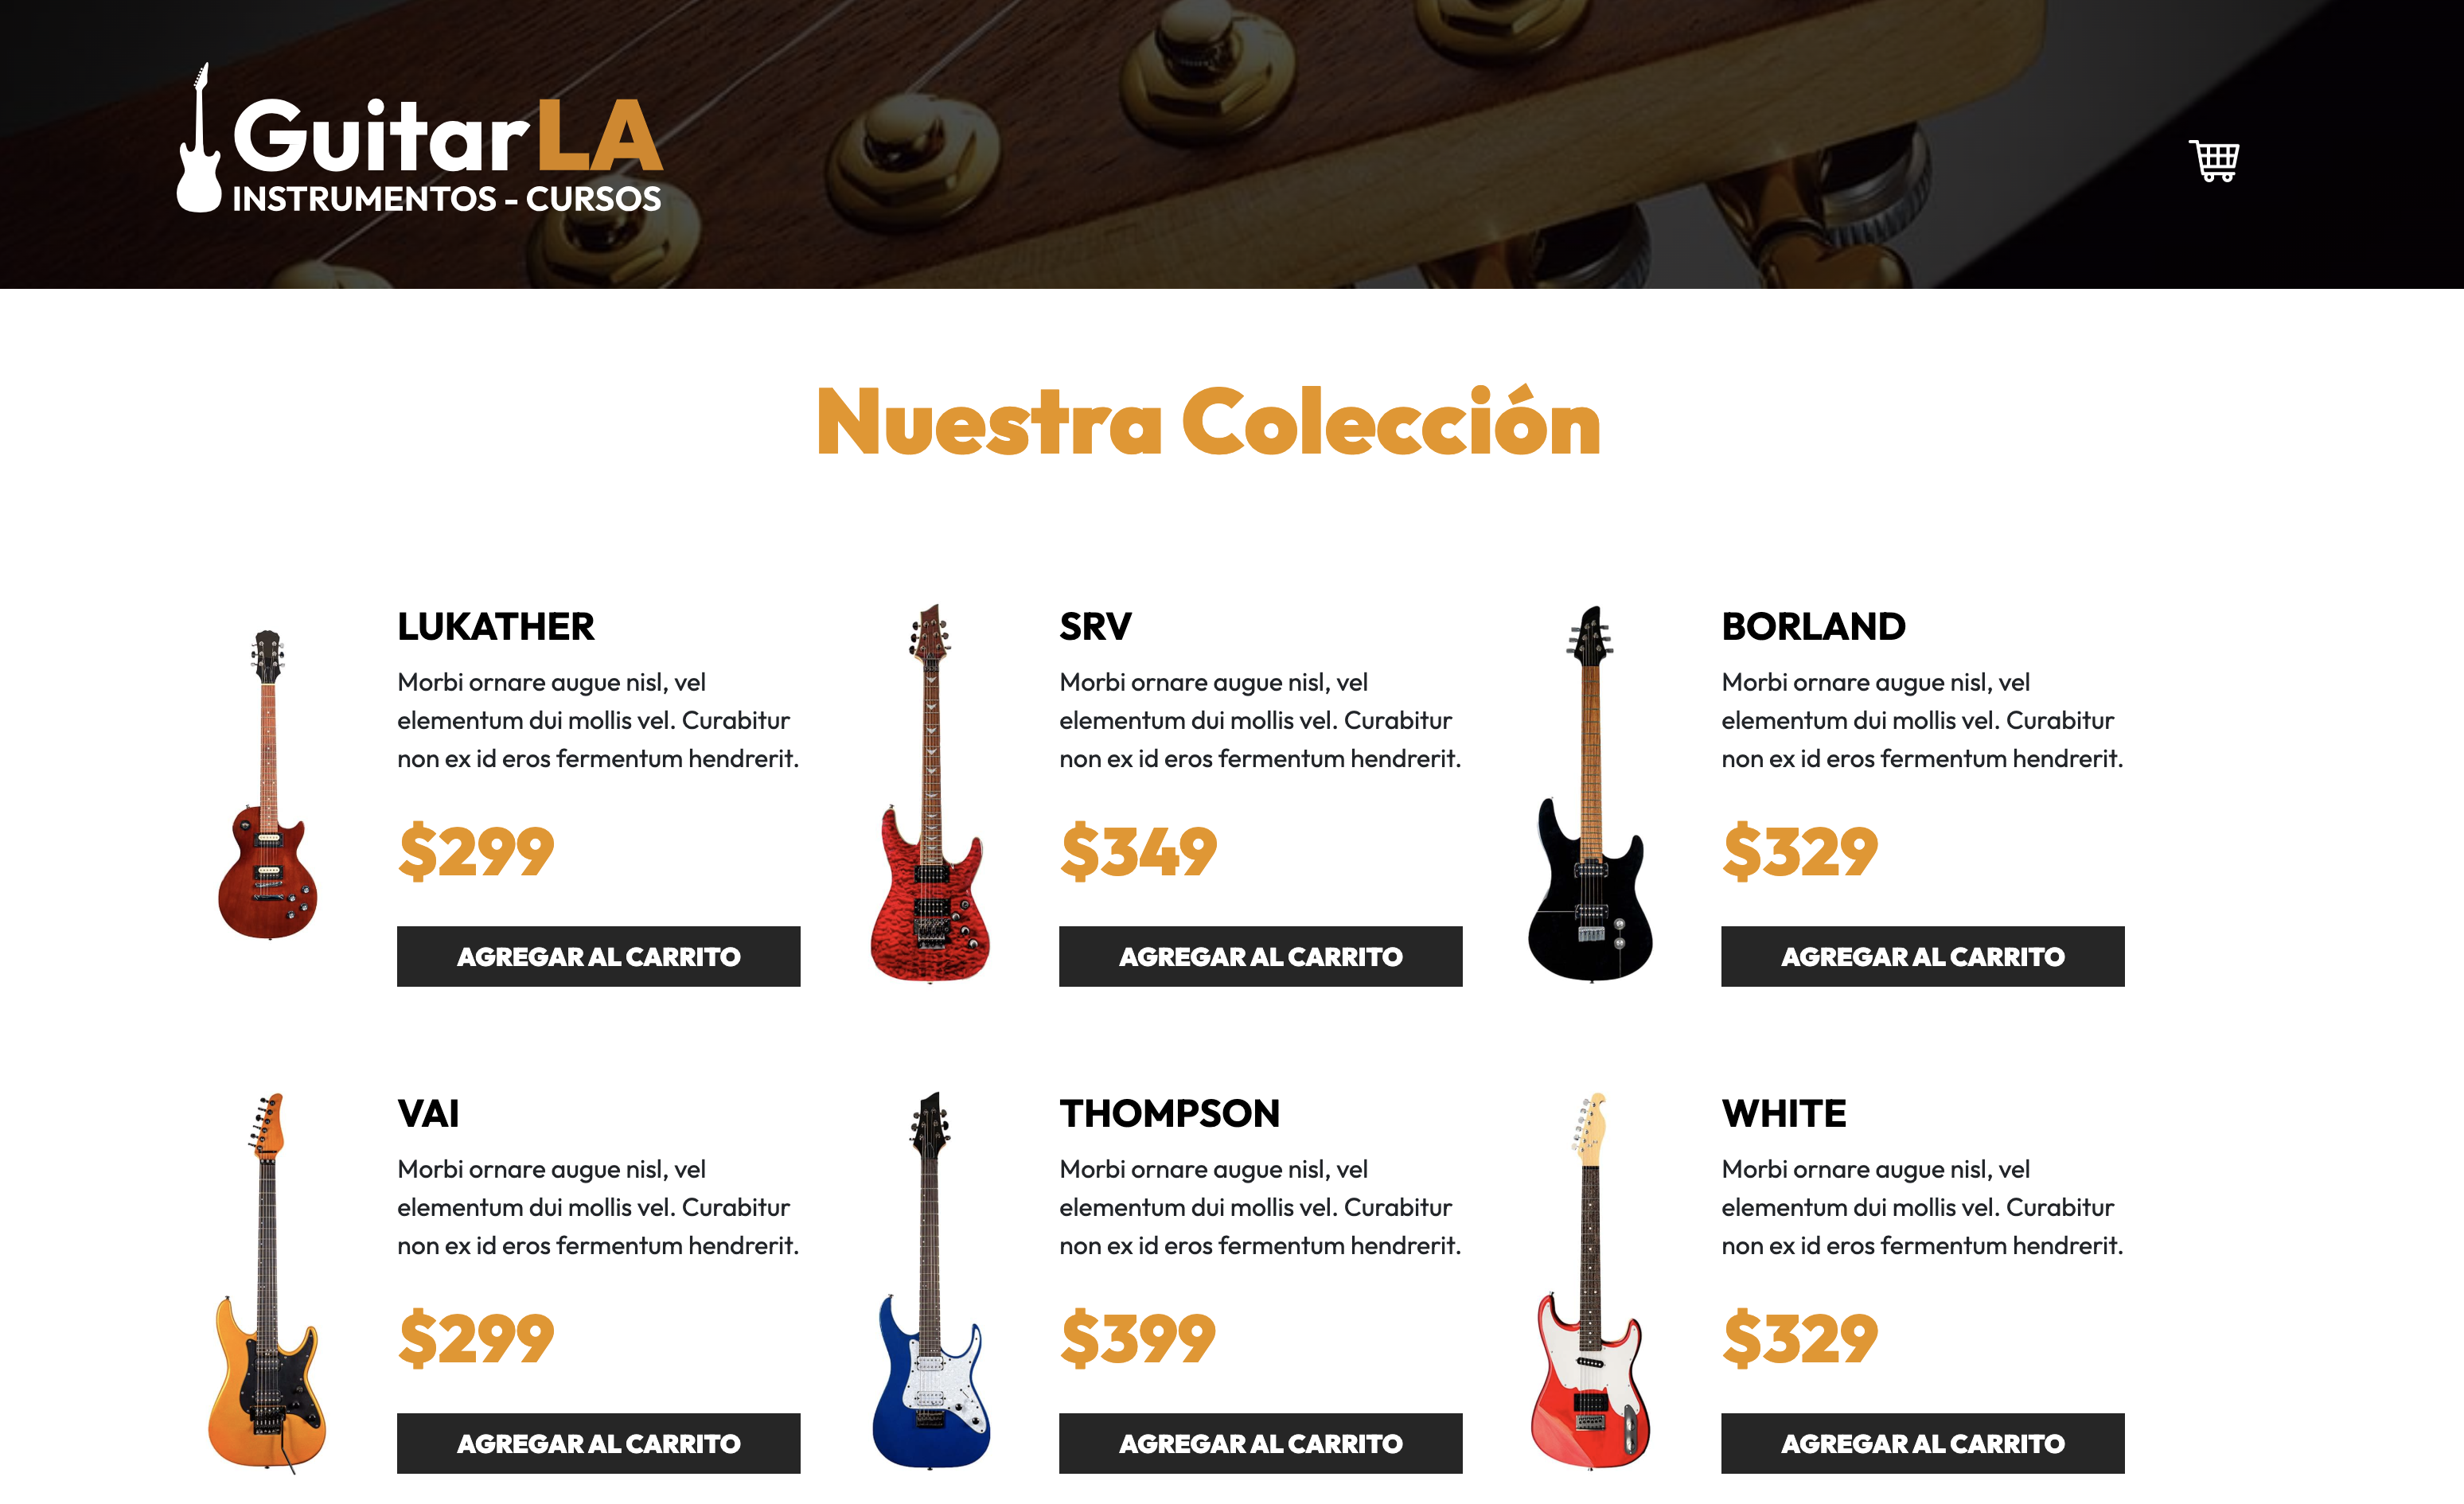 GuitarLA
INSTRUMENTOS - CURSOS
Nuestra Colección
LUKATHER
Morbi ornare augue nisl, vel
elementum dui mollis vel. Curabitur
non ex id eros fermentum hendrerit.
$299
AGREGAR AL CARRITO
SRV
Morbi ornare augue nisl, vel
elementum dui mollis vel. Curabitur
non ex id eros fermentum hendrerit.
$349
AGREGAR AL CARRITO
BORLAND
Morbi ornare augue nisl, vel
elementum dui mollis vel. Curabitur
non ex id eros fermentum hendrerit.
$329
AGREGAR AL CARRITO
VAI
Morbi ornare augue nisl, vel
elementum dui mollis vel. Curabitur
non ex id eros fermentum hendrerit.
$299
AGREGAR AL CARRITO
THOMPSON
Morbi ornare augue nisl, vel
elementum dui mollis vel. Curabitur
non ex id eros fermentum hendrerit.
$399
AGREGAR AL CARRITO
WHITE
Morbi ornare augue nisl, vel
elementum dui mollis vel. Curabitur
non ex id eros fermentum hendrerit.
$329
AGREGAR AL CARRITO